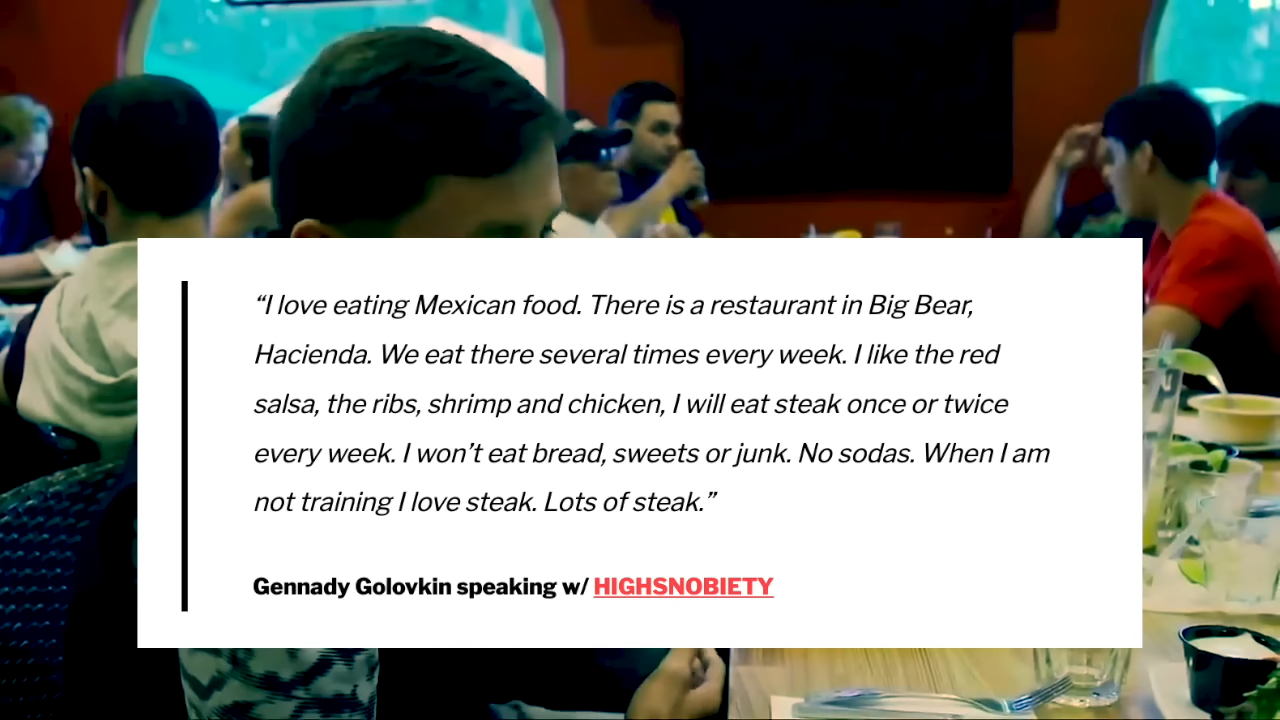 “I love eating Mexican food. There is a restaurant in Big Bear,
Hacienda. We eat there several times every week. I like the red
salsa, the ribs, shrimp and chicken, I will eat steak once or twice
every week. I won’t eat bread, sweets or junk. No sodas. When I am
not training I love steak. Lots of steak.”
Gennady Golovkin speaking w/ HIGHSNOBIETY